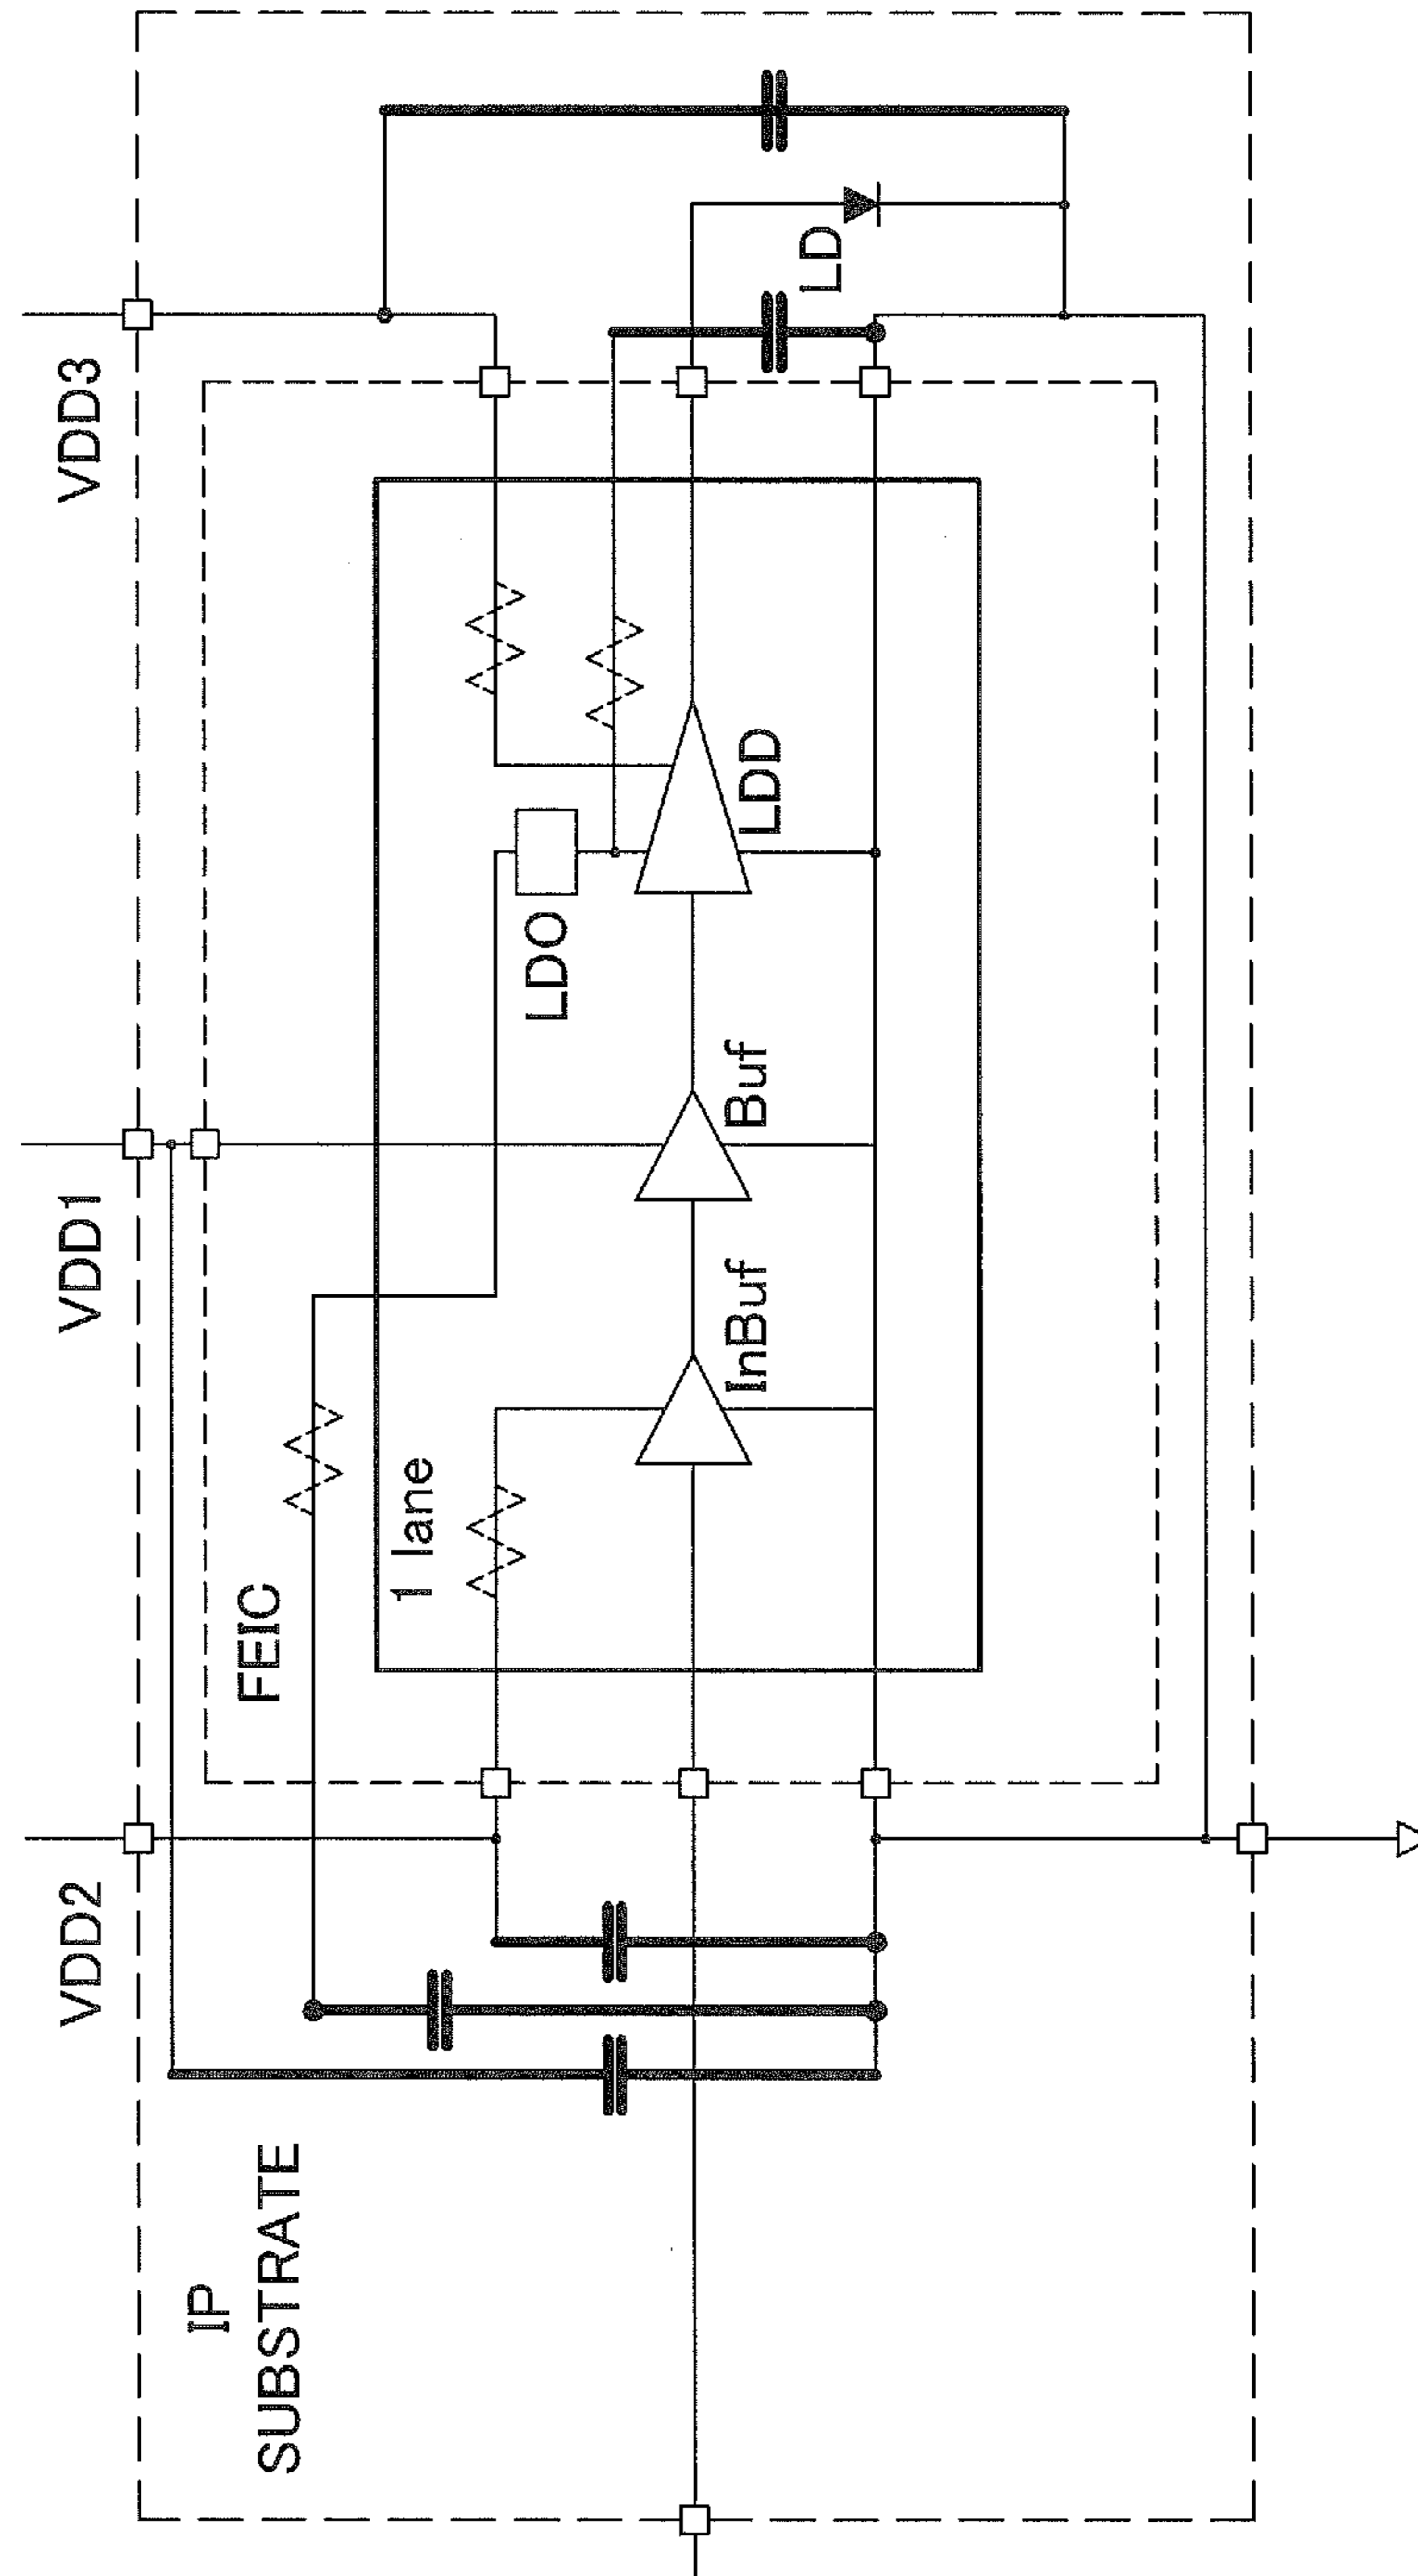 VDD2
VDD1
VDD3
IP
SUBSTRATE
FEIC
1 lane
LDO
InBuf
Buf
LDD
LD